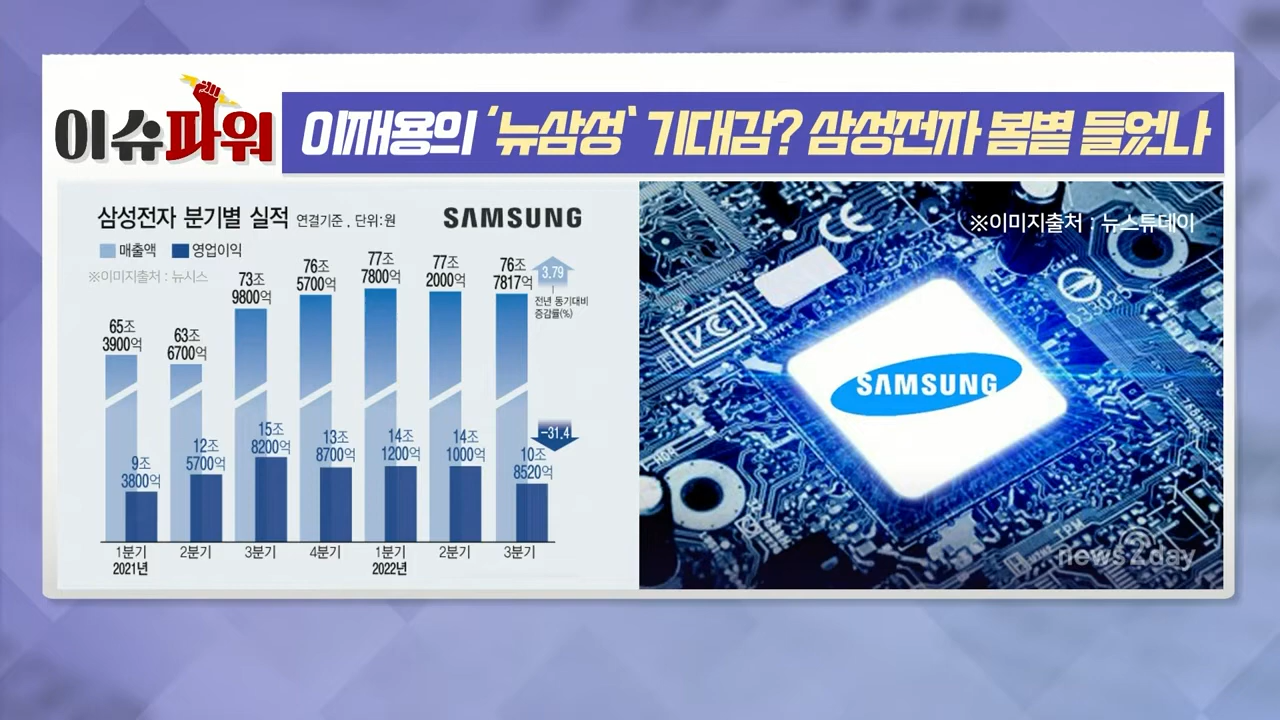 이슈파워
이재용의 '뉴삼성' 기대감? 삼성전자 봄볕 들었나
삼성전자 분기별 실적 연결기준, 단위:원
SAMSUNG
매출액 영업이익
※이미지출처 : 뉴시스
65조
3900억
63조
6700억
73조
9800억
76조
5700억
77조
7800억
77조
2000억
76조
7817억
3.79
전년 동기대비
증감률(%)
9조
3800억
12조
5700억
15조
8200억
13조
8700억
14조
1200억
14조
1000억
-31.4
10조
8520억
1분기 2분기 3분기 4분기 1분기 2분기 3분기
2021년 2022년
※이미지출처 : 뉴스튜데이
CE
VCI
SAMSUNG
TPM
news2day